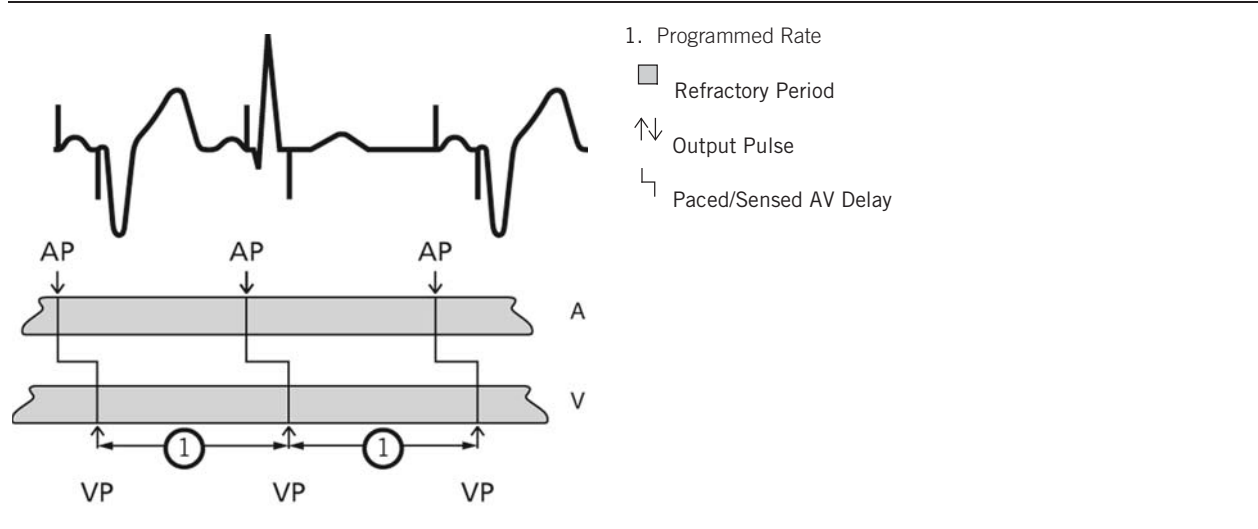 1. Programmed Rate
Refractory Period
Output Pulse
Paced/Sensed AV Delay
AP AP AP
A
V
1 1
VP VP VP